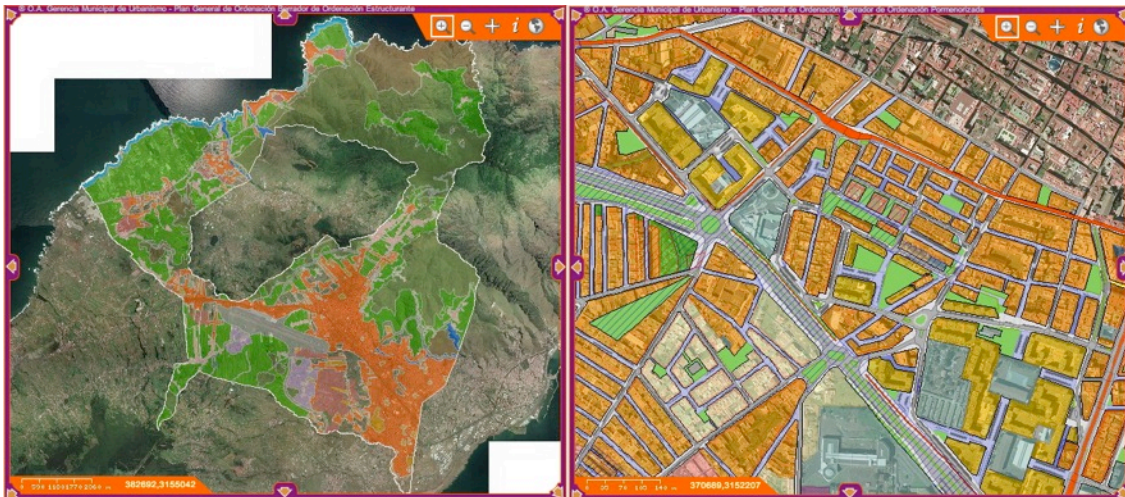 © O.A. Gerencia Municipal de Urbanismo - Plan General de Ordenación Borrador de Ordenación Estructurante
i
382692,3155042
© O.A. Gerencia Municipal de Urbanismo - Plan General de Ordenación Borrador de Ordenación Pormenorizada
i
370689,3152207